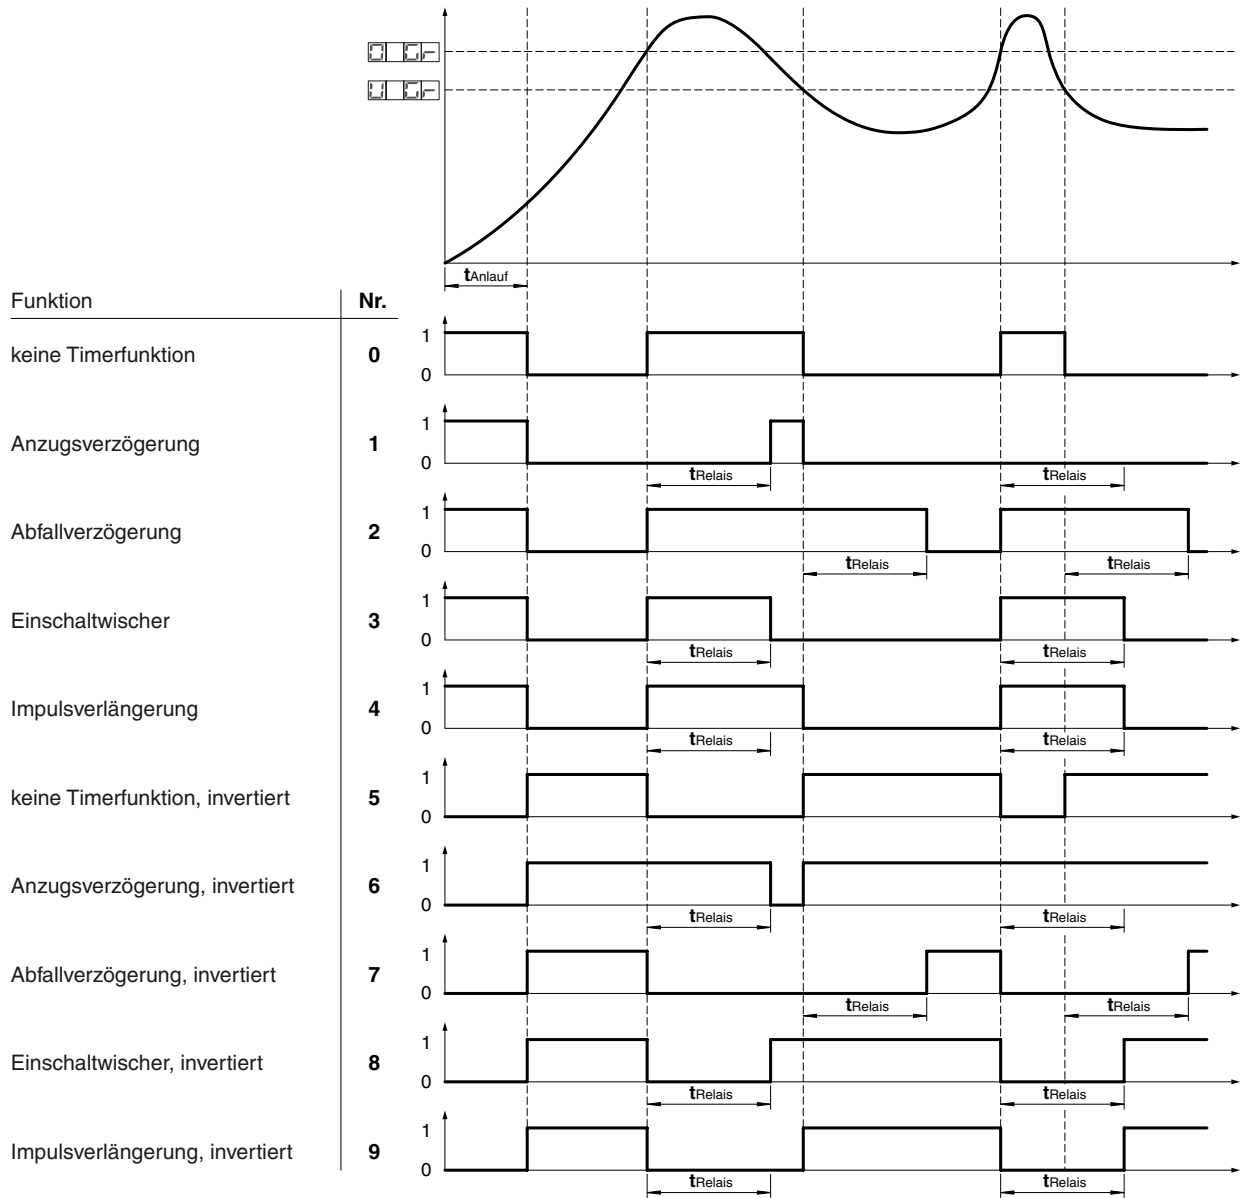 O Gr
U Gr
tAnlauf
Funktion Nr.
keine Timerfunktion 0 1 0
Anzugsverzögerung 1 1 0
tRelais tRelais
Abfallverzögerung 2 1 0
tRelais tRelais
Einschaltwischer 3 1 0
tRelais tRelais
Impulsverlängerung 4 1 0
tRelais tRelais
keine Timerfunktion, invertiert 5 1 0
Anzugsverzögerung, invertiert 6 1 0
tRelais tRelais
Abfallverzögerung, invertiert 7 1 0
tRelais tRelais
Einschaltwischer, invertiert 8 1 0
tRelais tRelais
Impulsverlängerung, invertiert 9 1 0
tRelais tRelais